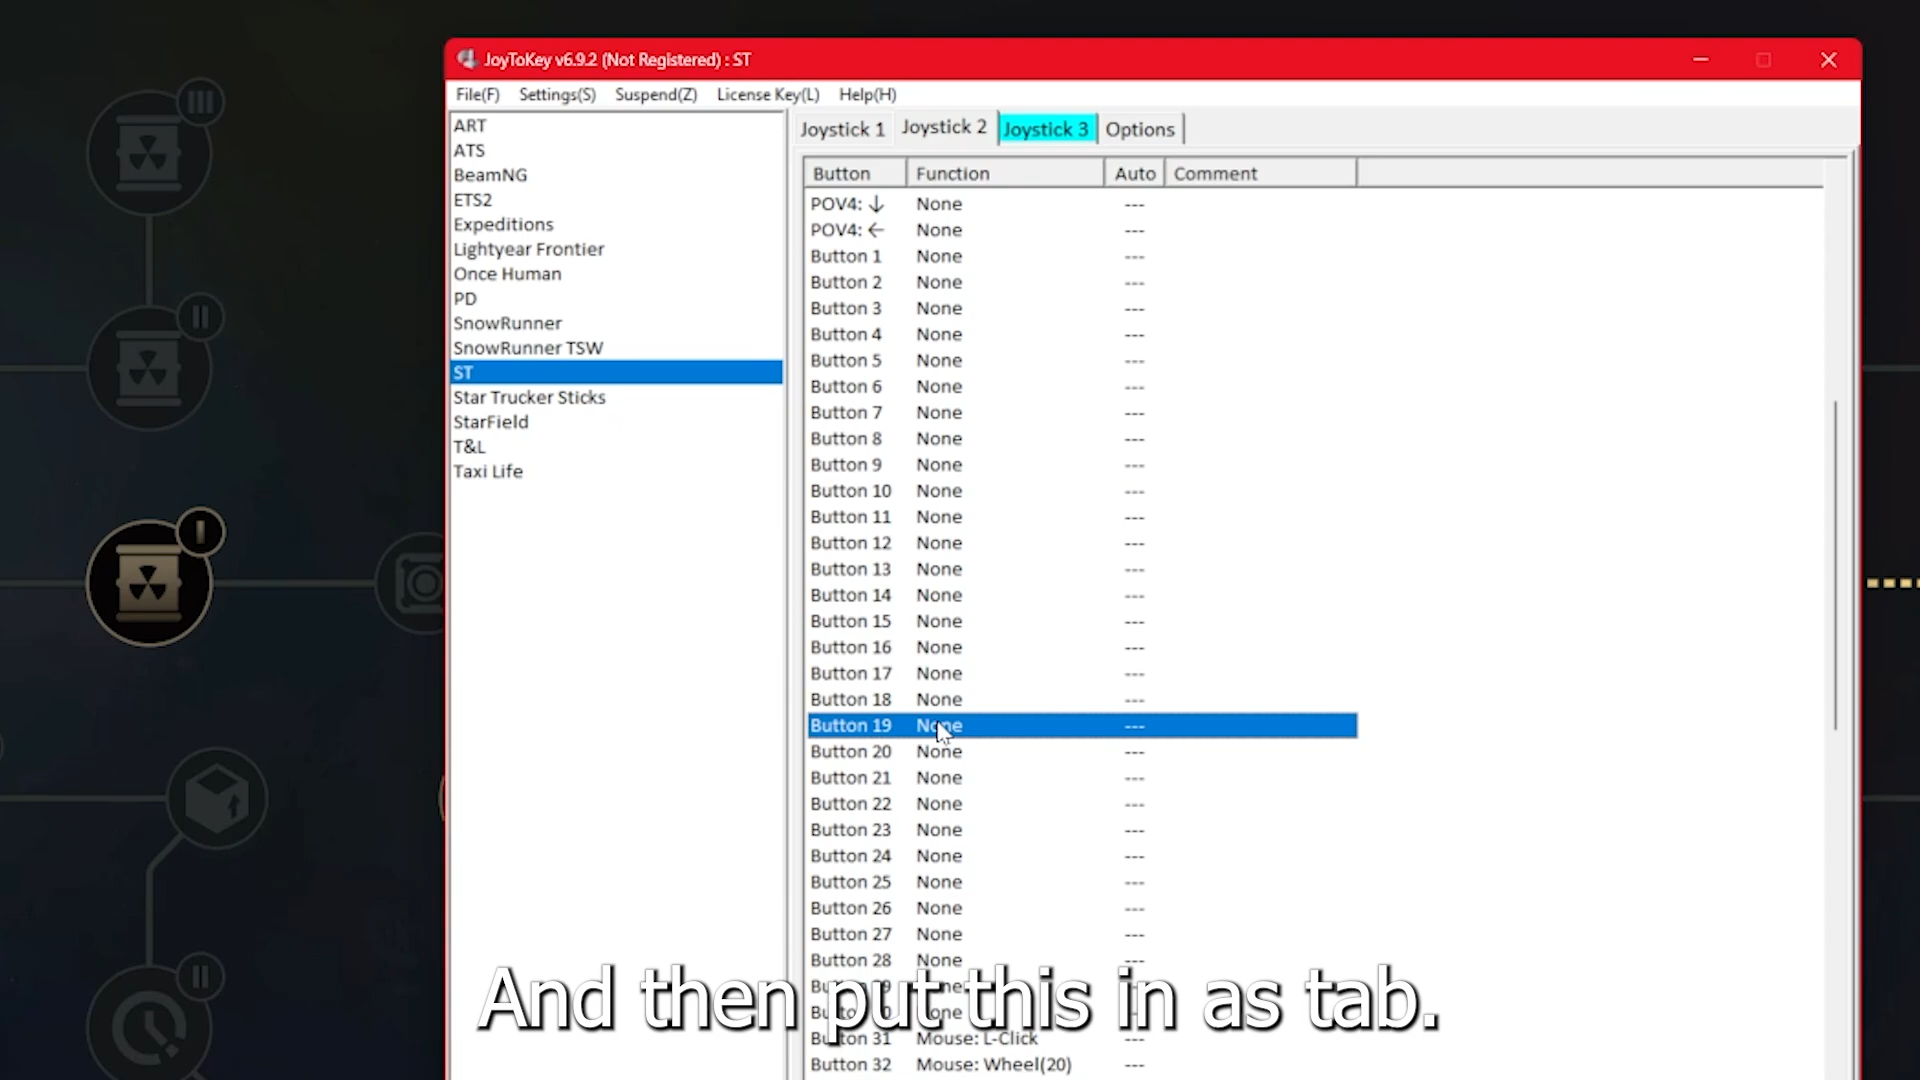 JoyToKey v6.9.2 (Not Registered) : ST
File(F) Settings(S) Suspend(Z) License Key(L) Help(H)
ART
ATS
BeamNG
ETS2
Expeditions
Lightyear Frontier
Once Human
PD
SnowRunner
SnowRunner TSW
ST
Star Trucker Sticks
StarField
T&L
Taxi Life
Joystick 1 Joystick 2 Joystick 3 Options
Button Function Auto Comment
POV4: ↓ None ---
POV4: ← None ---
Button 1 None ---
Button 2 None ---
Button 3 None ---
Button 4 None ---
Button 5 None ---
Button 6 None ---
Button 7 None ---
Button 8 None ---
Button 9 None ---
Button 10 None ---
Button 11 None ---
Button 12 None ---
Button 13 None ---
Button 14 None ---
Button 15 None ---
Button 16 None ---
Button 17 None ---
Button 18 None ---
Button 19 None ---
Button 20 None ---
Button 21 None ---
Button 22 None ---
Button 23 None ---
Button 24 None ---
Button 25 None ---
Button 26 None ---
Button 27 None ---
Button 28 None ---
And then put this in as tab.
Button 31 Mouse: L-Click ---
Button 32 Mouse: Wheel(20) ---
III
II
I
II